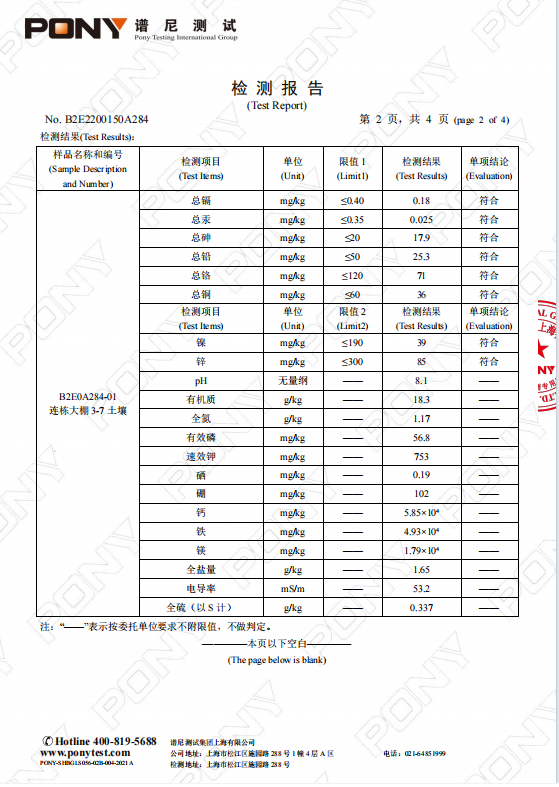 PONY 谱尼测试
Pony Testing International Group
检测报告
(Test Report)
No. B2E2200150A284 第 2 页，共 4 页 (page 2 of 4)
检测结果(Test Results):
样品名称和编号 (Sample Description and Number) 检测项目 (Test Items) 单位 (Unit) 限值 1 (Limit1) 检测结果 (Test Results) 单项结论 (Evaluation)
总镉 mg/kg ≤0.40 0.18 符合
总汞 mg/kg ≤0.35 0.025 符合
总砷 mg/kg ≤20 17.9 符合
总铅 mg/kg ≤50 25.3 符合
总铬 mg/kg ≤120 71 符合
总铜 mg/kg ≤60 36 符合
检测项目 (Test Items) 单位 (Unit) 限值 2 (Limit2) 检测结果 (Test Results) 单项结论 (Evaluation)
镍 mg/kg ≤190 39 符合
锌 mg/kg ≤300 85 符合
pH 无量纲 —— 8.1 ——
B2E0A284-01
连栋大棚 3-7 土壤
有机质 g/kg —— 18.3 ——
全氮 g/kg —— 1.17 ——
有效磷 mg/kg —— 56.8 ——
速效钾 mg/kg —— 753 ——
硒 mg/kg —— 0.19 ——
硼 mg/kg —— 102 ——
钙 mg/kg —— 5.85×10⁴ ——
铁 mg/kg —— 4.93×10⁴ ——
镁 mg/kg —— 1.79×10⁴ ——
全盐量 g/kg —— 1.65 ——
电导率 mS/m —— 53.2 ——
全硫（以 S 计） g/kg —— 0.337 ——
注：“——”表示按委托单位要求不附限值，不做判定。
————本页以下空白————
(The page below is blank)
✆Hotline 400-819-5688 谱尼测试集团上海有限公司
www.ponytest.com 公司地址：上海市松江区施园路 288 号 1 幢 4 层 A 区 电话：021-64851999
PONY-SHBGLS056-02B-004-2021A 检测地址：上海市松江区施园路 288 号